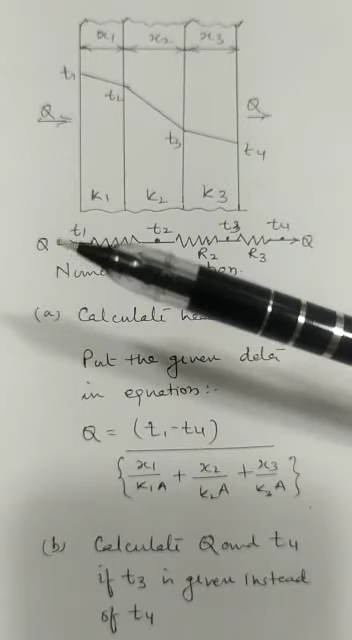 x1 x2 x3
t1
t2
Q Q
t3
t4
K1 K2 K3
t1 t2 t3 t4
Q Q
R2 R3
(a) Calculate
Put the given data
in equation:-
Q = (t1-t4)
{x1/K1A + x2/K2A + x3/K3A}
(b) Calculate Q and t4
if t3 is given instead
of t4